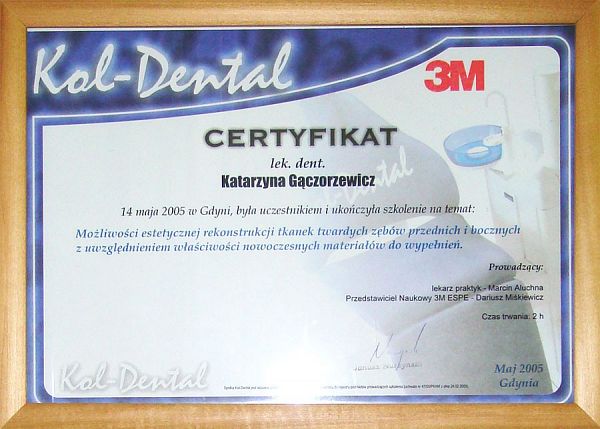 Kol-Dental
3M
CERTYFIKAT
lek. dent.
Katarzyna Gączorzewicz
Kol-Dental
14 maja 2005 w Gdyni, była uczestnikiem i ukończyła szkolenie na temat:
Możliwości estetycznej rekonstrukcji tkanek twardych zębów przednich i bocznych
z uwzględnieniem właściwości nowoczesnych materiałów do wypełnień.
Prowadzący:
lekarz praktyk - Marcin Aluchna
Przedstawiciel Naukowy 3M ESPE - Dariusz Miśkiewicz
Czas trwania: 2 h
Kol-Dental
Maj 2005
Gdynia